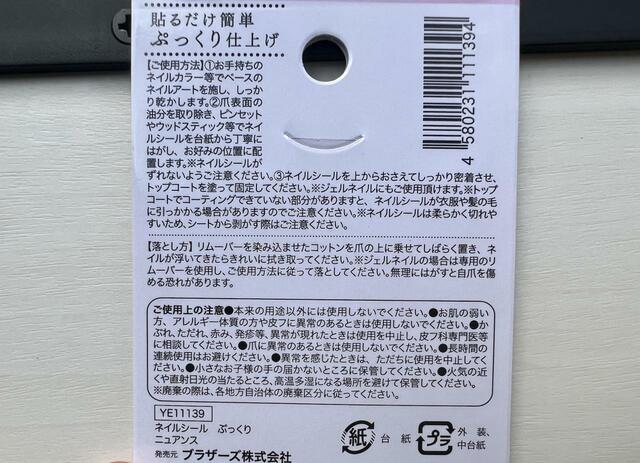 貼るだけ簡単
ぷっくり仕上げ
【ご使用方法】①お手持ちの
ネイルカラー等でベースの
ネイルアートを施し、しっか
り乾かします。②爪表面の
油分を取り除き、ピンセット
やウッドスティック等でネイ
ルシールを台紙から丁寧に
はがし、お好みの位置に配
置します。※ネイルシールが
ずれないようご注意ください。③ネイルシールを上からおさえてしっかり密着させ、
トップコートを塗って固定してください。※ジェルネイルにもご使用頂けます。※トップ
コートでコーティングできていない部分がありますと、ネイルシールが衣服や髪の毛
に引っかかる場合がありますのでご注意ください。※ネイルシールは柔らかく切れや
すいため、シートから剥がす際はご注意ください。
【落とし方】リムーバーを染み込ませたコットンを爪の上に乗せてしばらく置き、ネ
イルが浮いてきたらきれいに拭き取ってください。※ジェルネイルの場合は専用のリ
ムーバーを使用し、ご使用方法に従って落としてください。無理にはがすと自爪を傷
める恐れがあります。
ご使用上の注意●本来の用途以外には使用しないでください。●お肌の弱い
方、アレルギー体質の方や皮フに異常のあるときは使用しないでください。●か
ぶれ、ただれ、赤み、発疹等、異常が現れたときは使用を中止し、皮フ科専門医等
に相談してください。●爪に異常のあるときは使用しないでください。●長時間の
連続使用はお避けください。●異常を感じたときは、ただちに使用を中止してく
ださい。●小さなお子様の手の届かないところに保管してください。●火気の近
くや直射日光の当たるところ、高温多湿になる場所を避けて保管してください。
※廃棄の際は、各地方自治体の廃棄区分に従ってください。
YE11139
ネイルシール ぷっくり
ニュアンス
発売元 ブラザーズ株式会社
紙 台紙
プラ 外装、
中台紙
4 580231 111394